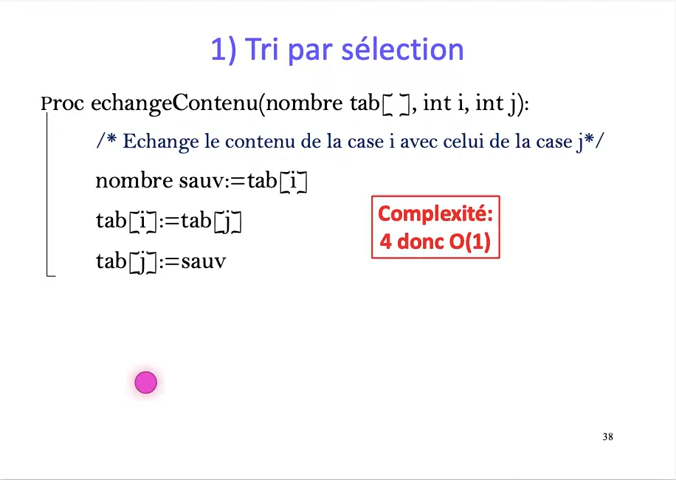 1) Tri par sélection
Proc echangeContenu(nombre tab[ ], int i, int j):
/* Echange le contenu de la case i avec celui de la case j*/
nombre sauv:=tab[i]
tab[i]:=tab[j]
tab[j]:=sauv
Complexité:
4 donc O(1)
38